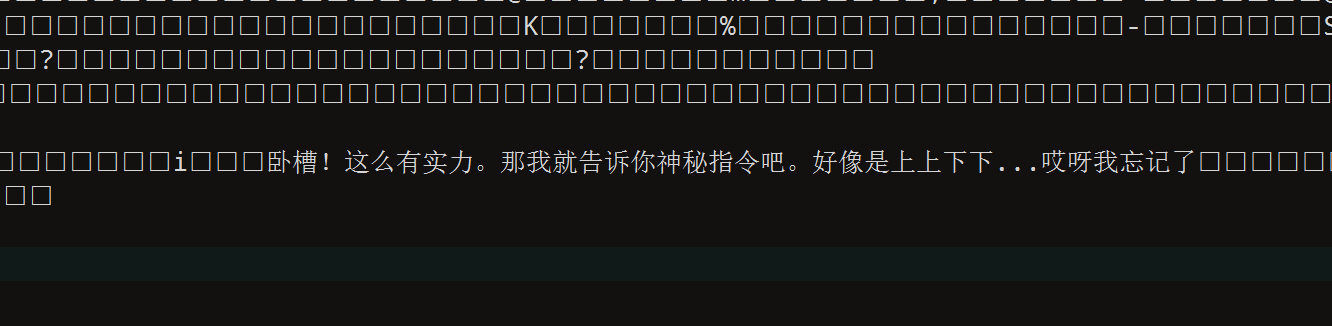 □□□□□□□□□□□□□□□□□□□□K□□□□□□□%□□□□□□□□□□□□□□□-□□□□□□□S
□□?□□□□□□□□□□□□□□□□□□□□?□□□□□□□□□□□
□□□□□□□□□□□□□□□□□□□□□□□□□□□□□□□□□□□□□□□□□□□□□□□□□□□
□□□□□□□i□□□卧槽！这么有实力。那我就告诉你神秘指令吧。好像是上上下下...哎呀我忘记了□□□□□□
□□